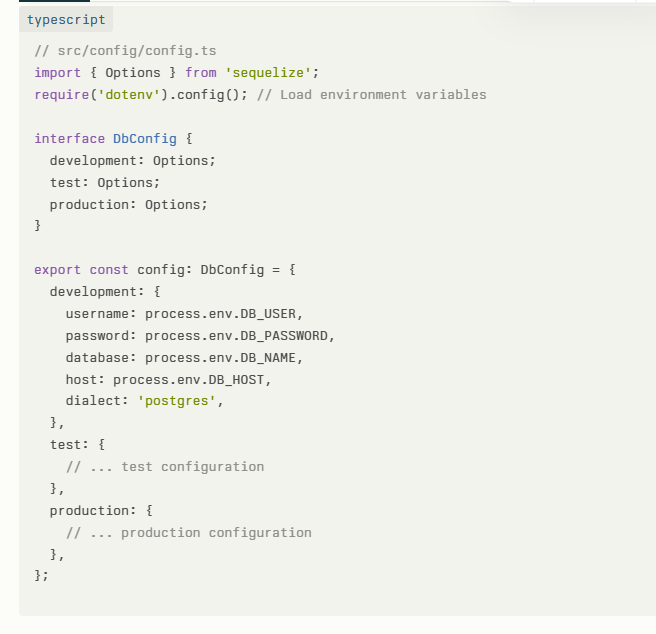 typescript
// src/config/config.ts
import { Options } from 'sequelize';
require('dotenv').config(); // Load environment variables

interface DbConfig {
  development: Options;
  test: Options;
  production: Options;
}

export const config: DbConfig = {
  development: {
    username: process.env.DB_USER,
    password: process.env.DB_PASSWORD,
    database: process.env.DB_NAME,
    host: process.env.DB_HOST,
    dialect: 'postgres',
  },
  test: {
    // ... test configuration
  },
  production: {
    // ... production configuration
  },
};